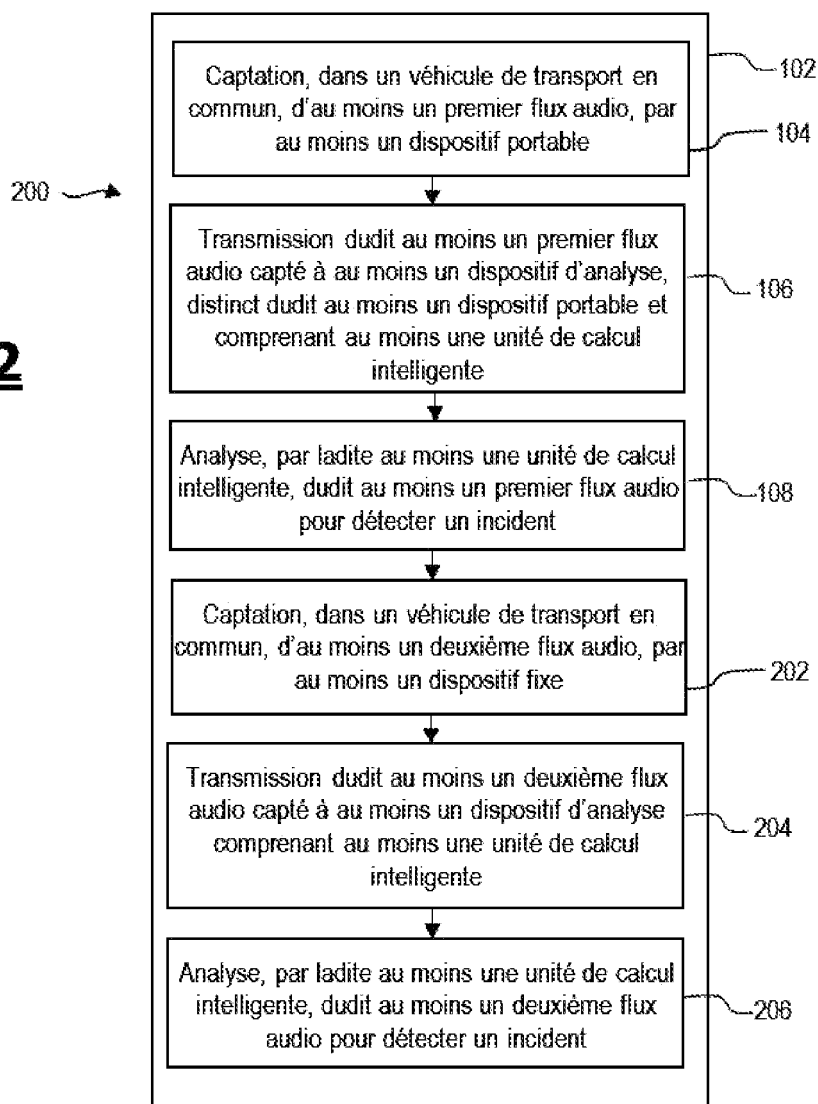 Captation, dans un véhicule de transport en
commun, d'au moins un premier flux audio, par
au moins un dispositif portable
102
104
200
Transmission dudit au moins un premier flux
audio capté à au moins un dispositif d'analyse,
distinct dudit au moins un dispositif portable et
comprenant au moins une unité de calcul
intelligente
106
2
Analyse, par ladite au moins une unité de calcul
intelligente, dudit au moins un premier flux audio
pour détecter un incident
108
Captation, dans un véhicule de transport en
commun, d'au moins un deuxième flux audio, par
au moins un dispositif fixe
202
Transmission dudit au moins un deuxième flux
audio capté à au moins un dispositif d'analyse
comprenant au moins une unité de calcul
intelligente
204
Analyse, par ladite au moins une unité de calcul
intelligente, dudit au moins un deuxième flux
audio pour détecter un incident
206